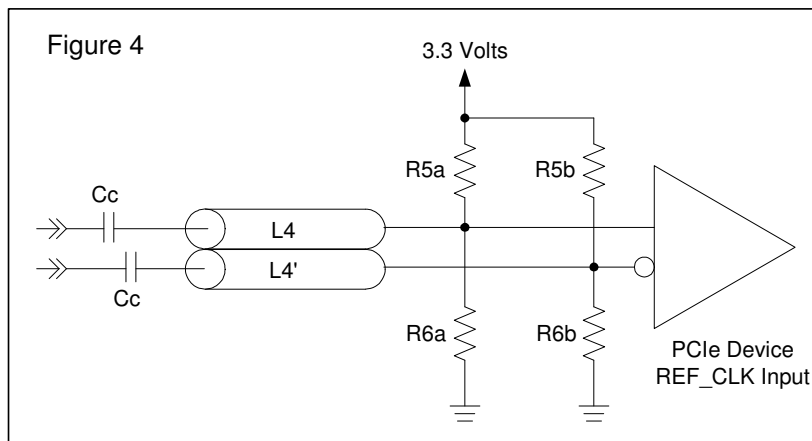 Figure 4
3.3 Volts
R5a
R5b
Cc
L4
L4'
Cc
R6a
R6b
PCIe Device
REF_CLK Input